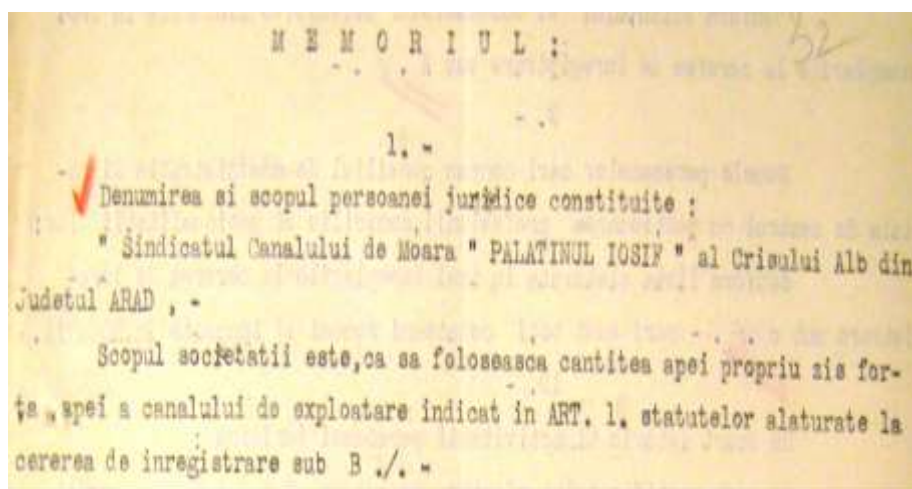 52
M E M O R I U L :
1. -
Denumirea si scopul persoanei juridice constituite :
" Sindicatul Canalului de Moara " PALATINUL IOSIF " al Crisului Alb din
Judetul ARAD , -
Scopul societatii este,ca sa foloseasca cantitea apei propriu zis for-
ta apei a canalului de exploatare indicat in ART. 1. statutelor alaturate la
cererea de inregistrare sub B ./. -